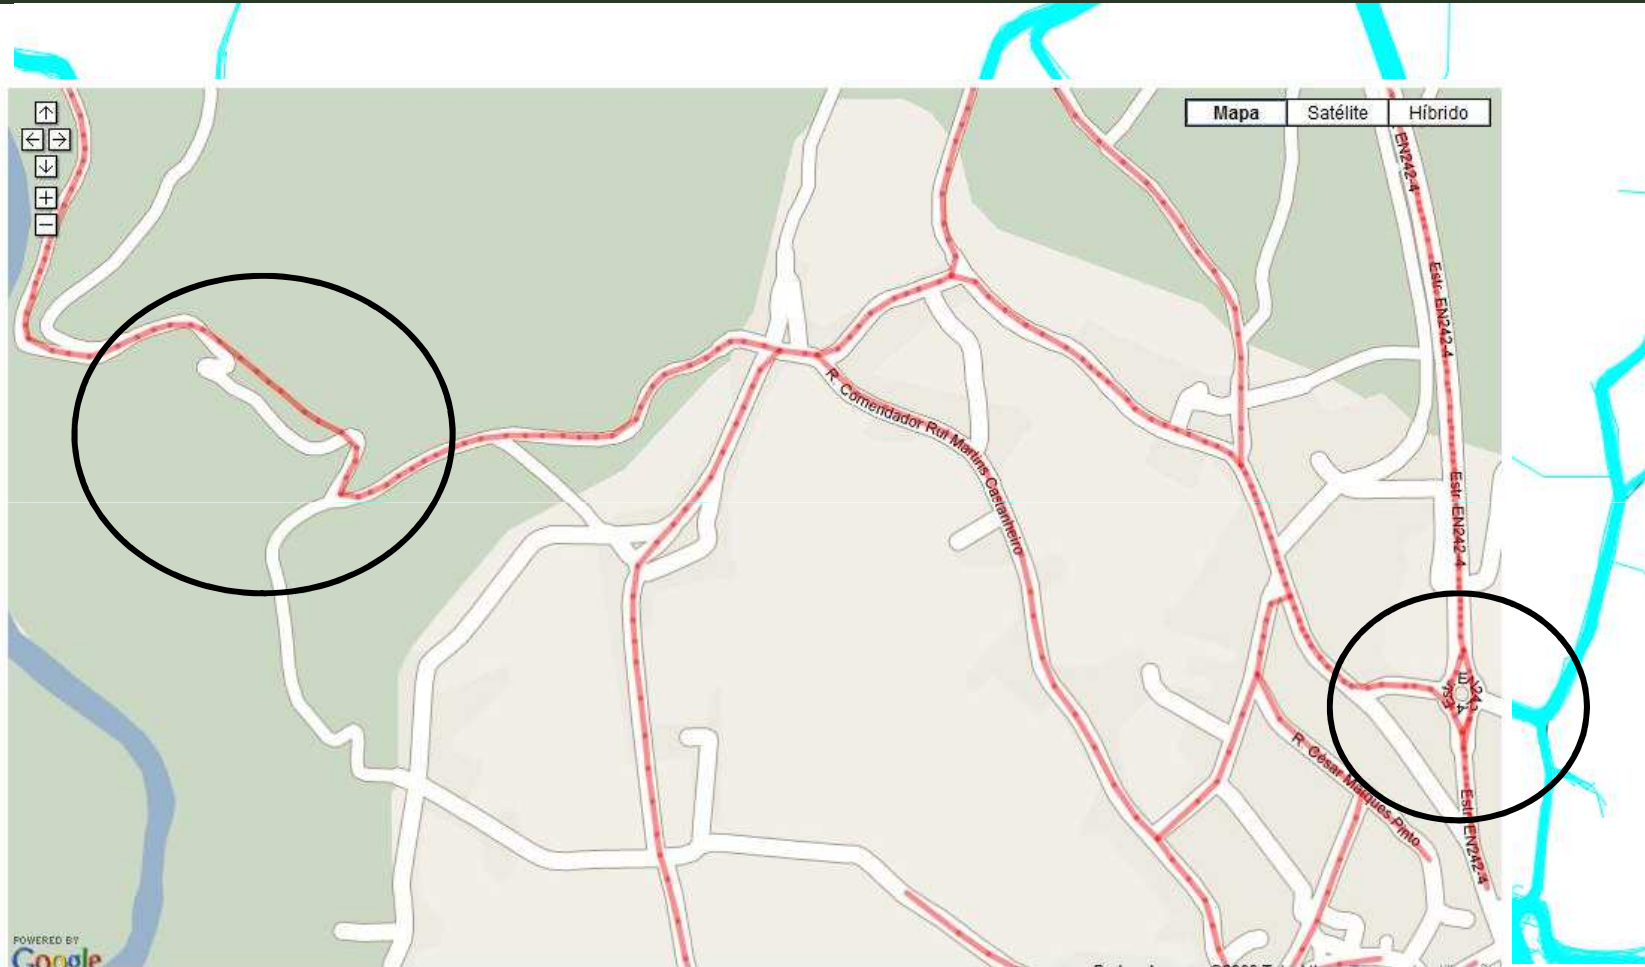 Mapa
Satélite
Híbrido
EN242-4
Estr. EN242-4
R. Comendador Rui Martins Castanheiro
Estr. EN242-4
R. César Marques Pinto
Estr. EN242-4
POWERED BY
Google